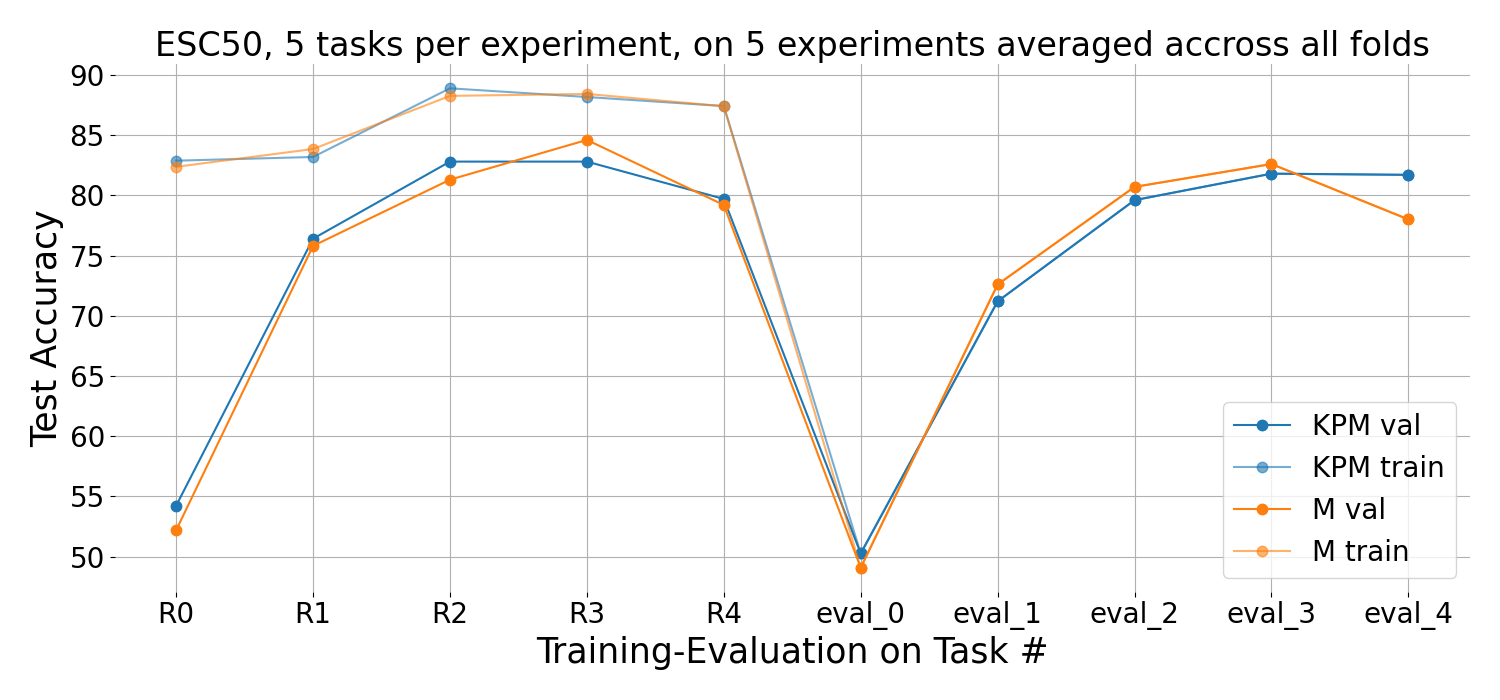 ESC50, 5 tasks per experiment, on 5 experiments averaged accross all folds
Test Accuracy
90
85
80
75
70
65
60
55
50
KPM val
KPM train
M val
M train
R0 R1 R2 R3 R4 eval_0 eval_1 eval_2 eval_3 eval_4
Training-Evaluation on Task #